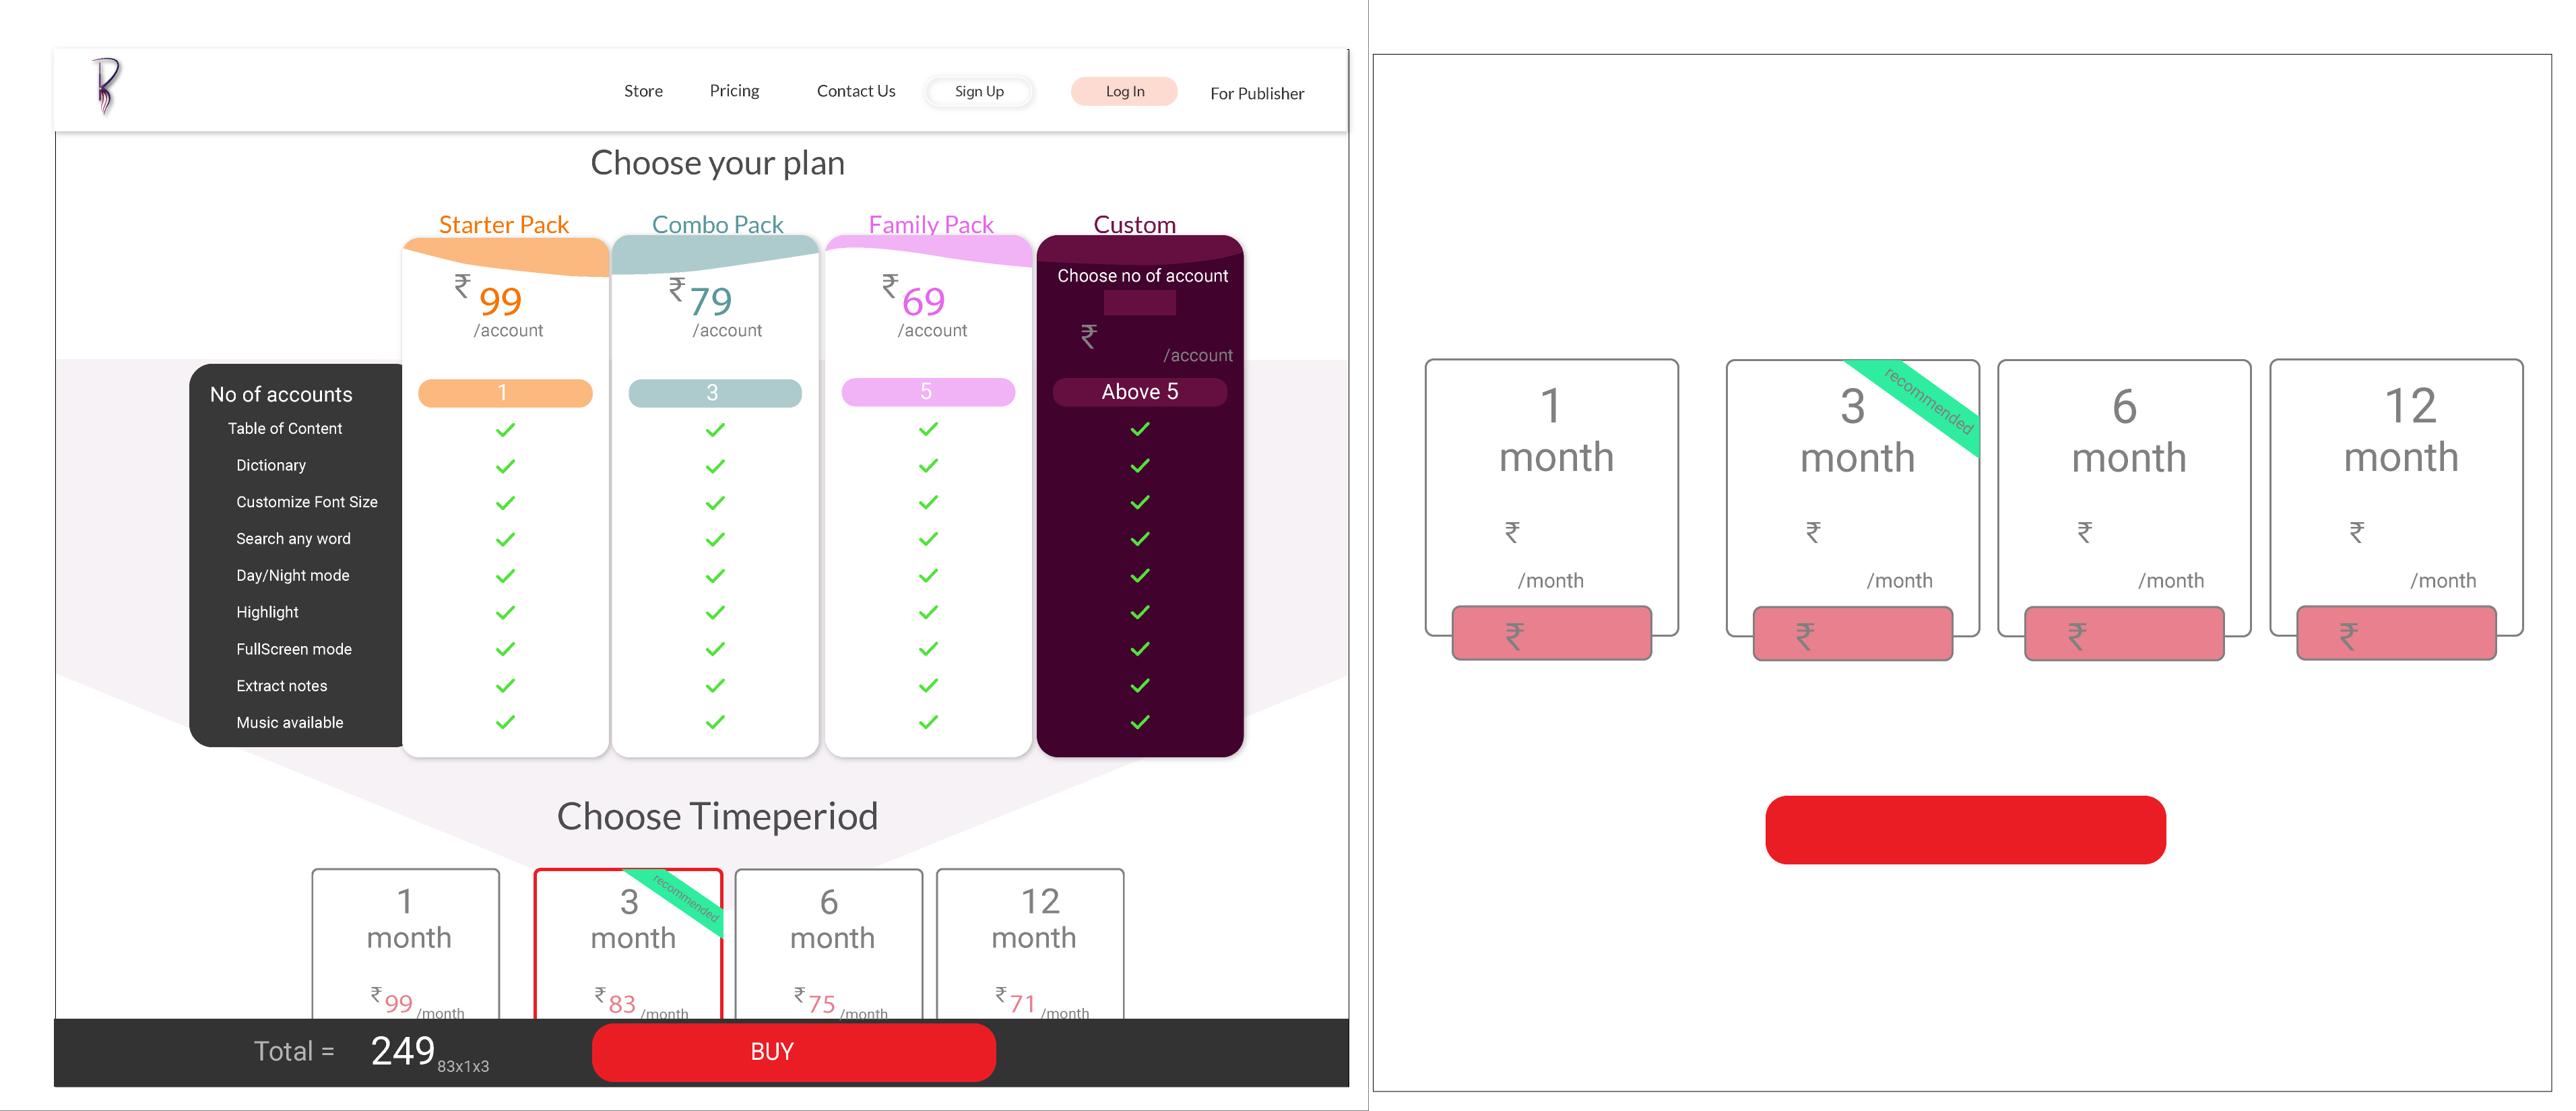 Store Pricing Contact Us Sign Up Log In For Publisher
Choose your plan
Starter Pack Combo Pack Family Pack Custom
Choose no of account
₹ 99 ₹ 79 ₹ 69
/account /account /account
₹
/account
No of accounts 1 3 5 Above 5
Table of Content
Dictionary
Customize Font Size
Search any word
Day/Night mode
Highlight
FullScreen mode
Extract notes
Music available
Choose Timeperiod
1 3 recommended 6 12
month month month month
₹ 99 /month ₹ 83 /month ₹ 75 /month ₹ 71 /month
Total = 249 83x1x3 BUY
1 3 recommended 6 12
month month month month
₹ ₹ ₹ ₹
/month /month /month /month
₹ ₹ ₹ ₹